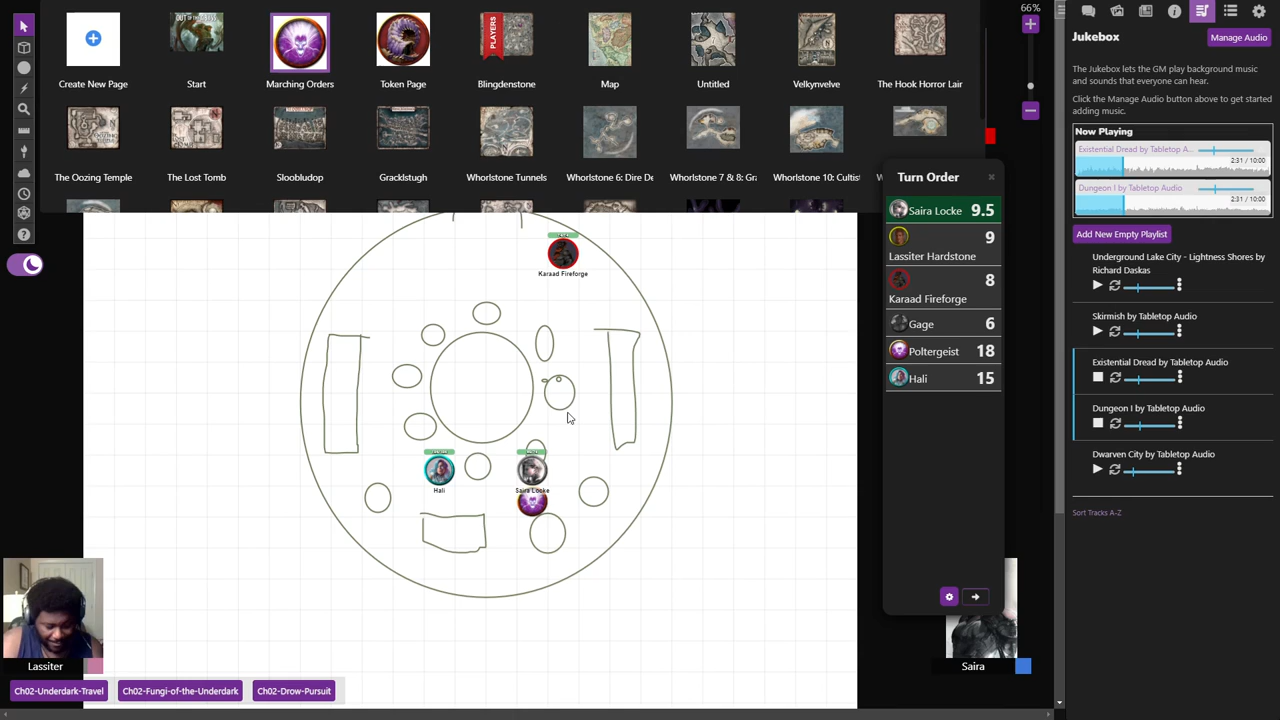 66%
Create New Page
Start
Marching Orders
Token Page
PLAYERS
Blingdenstone
Map
Untitled
Velkynvelve
The Hook Horror Lair
The Oozing Temple
The Lost Tomb
Sloobludop
Gracklstugh
Whorlstone Tunnels
Whorlstone 6: Dire De
Whorlstone 7 & 8: Gra
Whorlstone 10: Cultist
Turn Order
Saira Locke 9.5
Lassiter Hardstone 9
Karaad Fireforge 8
Gage 6
Poltergeist 18
Hali 15
Karaad Fireforge
Hali
Saira Locke
Lassiter
Saira
Ch02-Underdark-Travel
Ch02-Fungi-of-the-Underdark
Ch02-Drow-Pursuit
Jukebox
Manage Audio
The Jukebox lets the GM play background music
and sounds that everyone can hear.
Click the Manage Audio button above to get started
adding music.
Now Playing
Existential Dread by Tabletop A...
2:31 / 10:00
Dungeon I by Tabletop Audio
2:31 / 10:00
Add New Empty Playlist
Underground Lake City - Lightness Shores by
Richard Daskas
Skirmish by Tabletop Audio
Existential Dread by Tabletop Audio
Dungeon I by Tabletop Audio
Dwarven City by Tabletop Audio
Sort Tracks A-Z